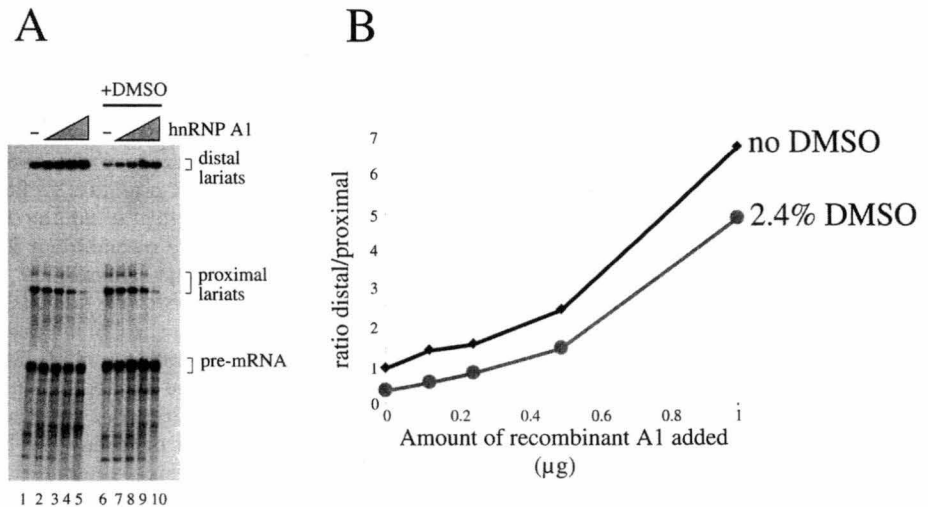 A
+DMSO
– – hnRNP A1
distal
lariats
proximal
lariats
pre-mRNA
1 2 3 4 5 6 7 8 9 10
B
ratio distal/proximal
7
6
5
4
3
2
1
0
no DMSO
2.4% DMSO
0 0.2 0.4 0.6 0.8 1
Amount of recombinant A1 added
(µg)